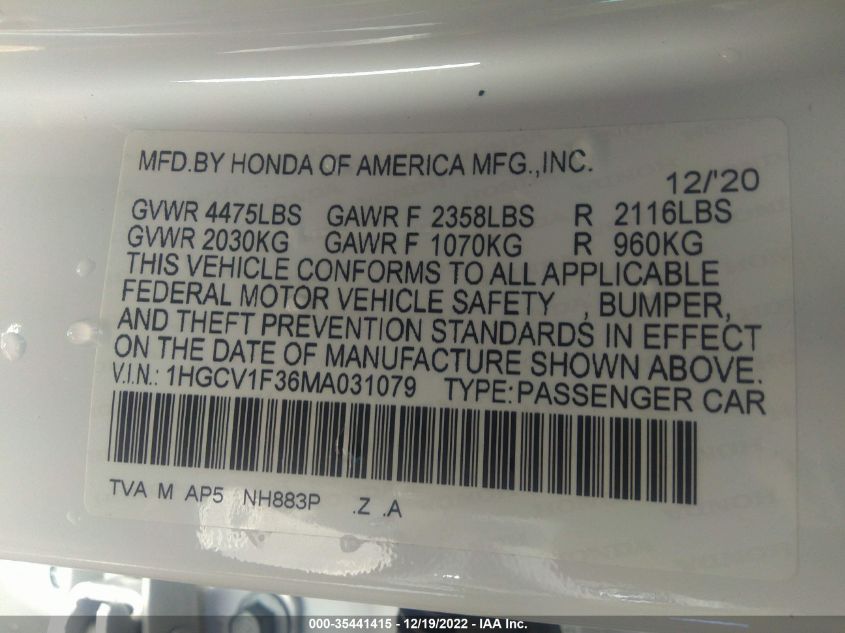 MFD.BY HONDA OF AMERICA MFG.,INC.
12/'20
GVWR 4475LBS GAWR F 2358LBS R 2116LBS
GVWR 2030KG GAWR F 1070KG R 960KG
THIS VEHICLE CONFORMS TO ALL APPLICABLE
FEDERAL MOTOR VEHICLE SAFETY , BUMPER,
AND THEFT PREVENTION STANDARDS IN EFFECT
ON THE DATE OF MANUFACTURE SHOWN ABOVE.
V.I.N.: 1HGCV1F36MA031079 TYPE:PASSENGER CAR
TVA M AP5 NH883P .Z .A
000 - 35441415 - 12/19/2022 - IAA Inc.